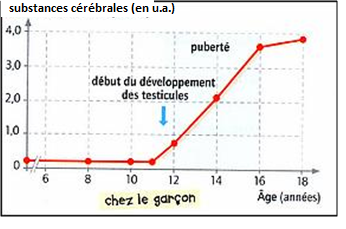 substances cérébrales (en u.a.)
4,0
puberté
3,0
début du développement
des testicules
2,0
1,0
0
6 8 10 12 14 16 18
chez le garçon
Âge (années)